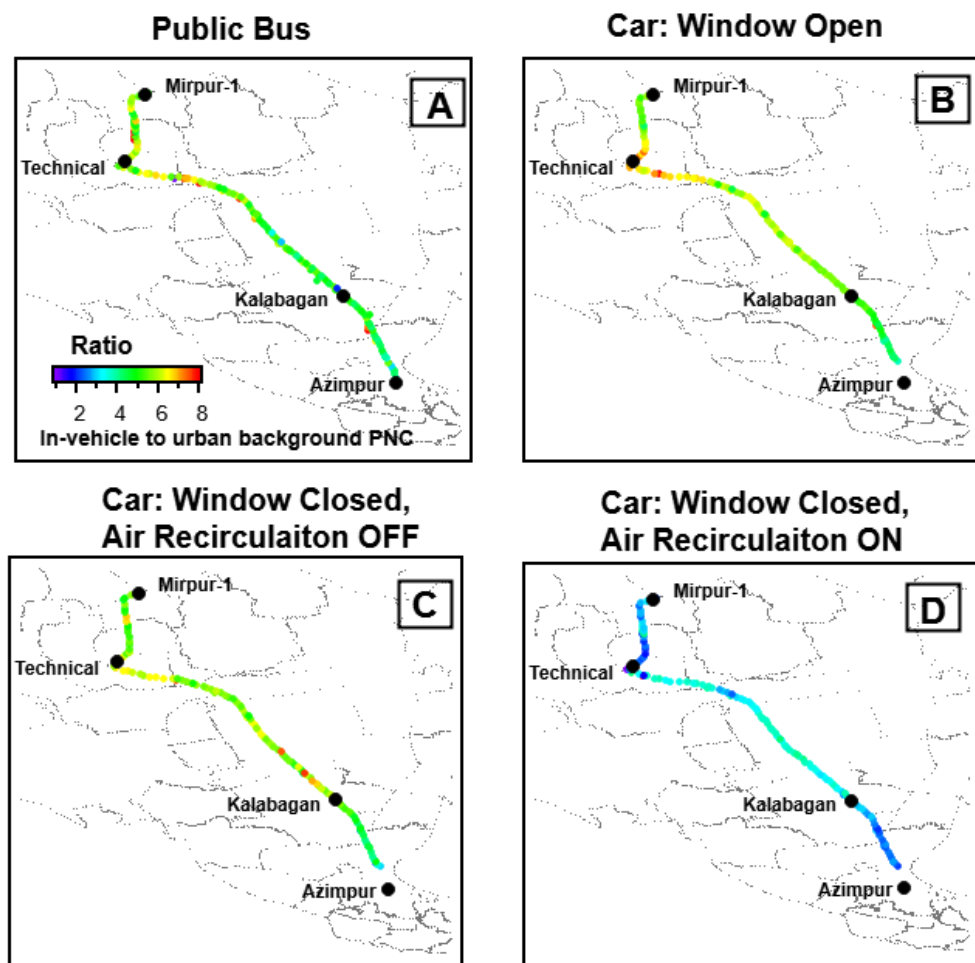 Public Bus
Car: Window Open
A
Mirpur-1
Technical
Kalabagan
Azimpur
Ratio
2 4 6 8
In-vehicle to urban background PNC
B
Mirpur-1
Technical
Kalabagan
Azimpur
Car: Window Closed,
Air Recirculaiton OFF
Car: Window Closed,
Air Recirculaiton ON
C
Mirpur-1
Technical
Kalabagan
Azimpur
D
Mirpur-1
Technical
Kalabagan
Azimpur